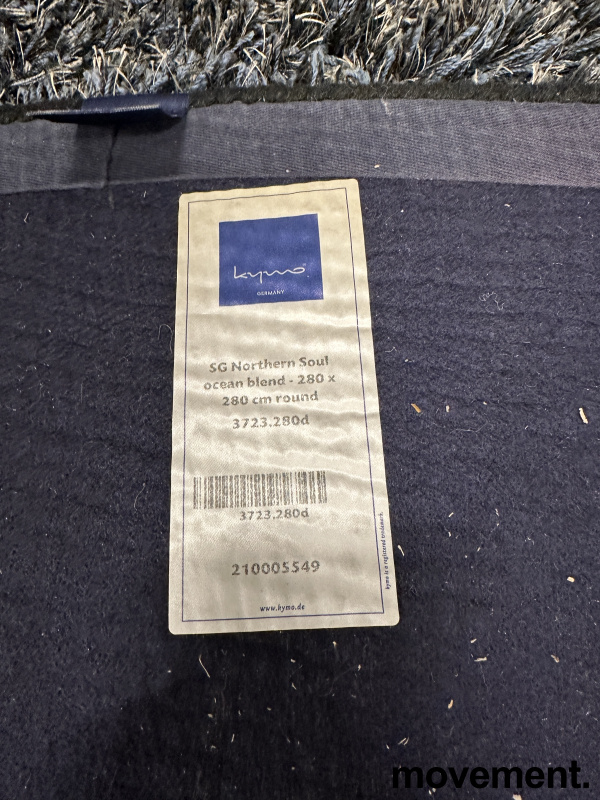 kymo®
GERMANY
SG Northern Soul
ocean blend - 280 x
280 cm round
3723.280d
3723.280d
210005549
www.kymo.de
kymo is a registered trademark.
movement.